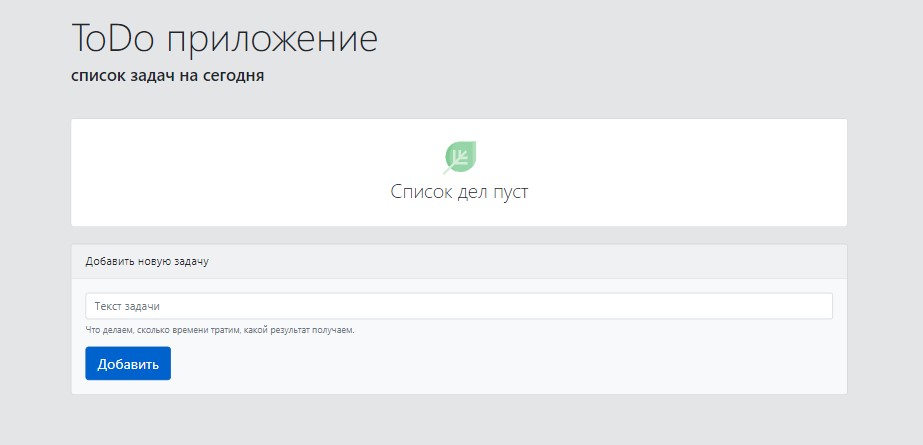 ToDo приложение
список задач на сегодня
Список дел пуст
Добавить новую задачу
Текст задачи
Что делаем, сколько времени тратим, какой результат получаем.
Добавить